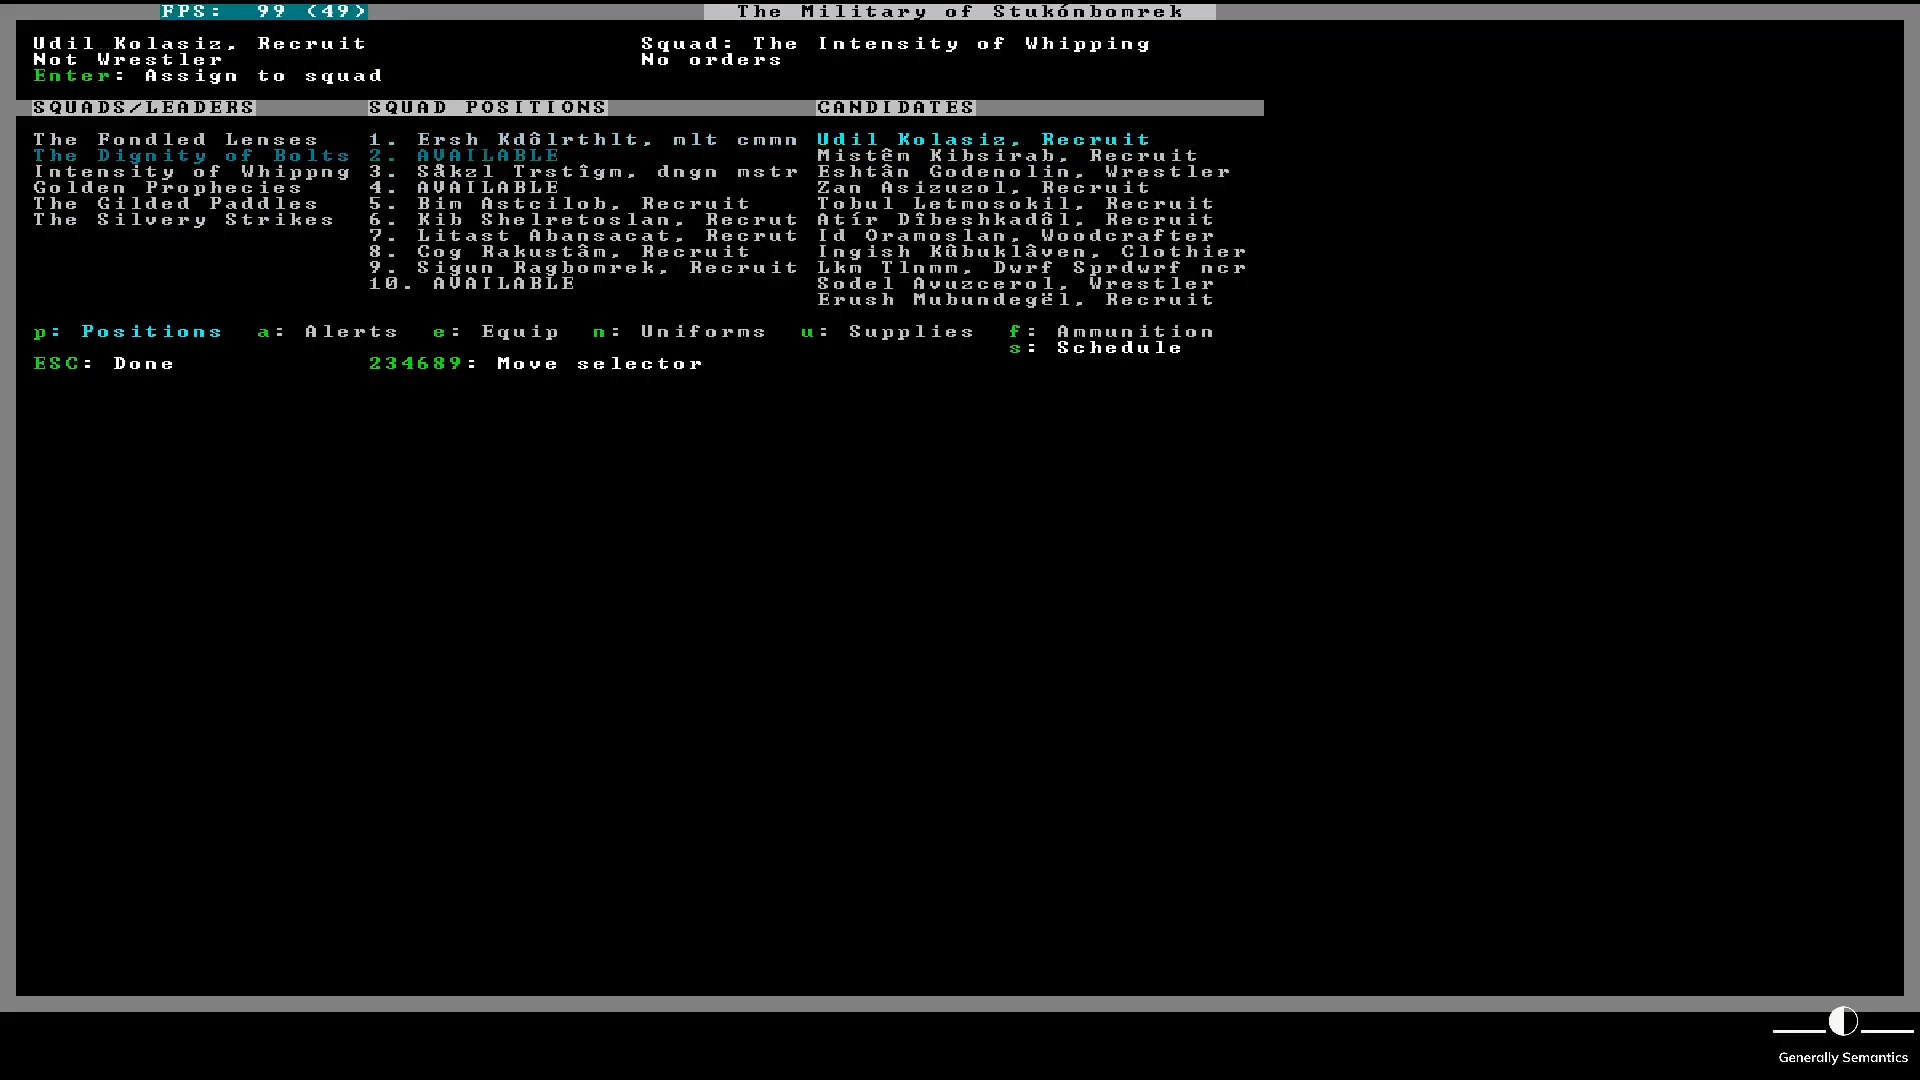 FPS: 99 (49)
The Military of Stukónbomrek
Udil Kolasiz, Recruit
Squad: The Intensity of Whipping
Not Wrestler
No orders
Enter: Assign to squad
SQUADS/LEADERS
SQUAD POSITIONS
CANDIDATES
The Fondled Lenses
1. Ersh Kdôlrthlt, mlt cmmn
Udil Kolasiz, Recruit
The Dignity of Bolts
2. AVAILABLE
Mistêm Kibsirab, Recruit
Intensity of Whippng
3. Såkzl Trstîgm, dngn mstr
Eshtân Godenolin, Wrestler
Golden Prophecies
4. AVAILABLE
Zan Asizuzol, Recruit
The Gilded Paddles
5. Bim Astcilob, Recruit
Tobul Letmosokil, Recruit
The Silvery Strikes
6. Kib Shelretoslan, Recrut
Atír Dîbeshkadôl, Recruit
7. Litast Abansacat, Recrut
Id Oramoslan, Woodcrafter
8. Cog Rakustâm, Recruit
Ingish Kûbuklâven, Clothier
9. Sigun Ragbomrek, Recruit
Lkm Tlnmm, Dwrf Sprdwrf ncr
10. AVAILABLE
Sodel Avuzcerol, Wrestler
Erush Mubundegël, Recruit
p: Positions a: Alerts e: Equip n: Uniforms u: Supplies f: Ammunition
s: Schedule
ESC: Done 234689: Move selector
Generally Semantics